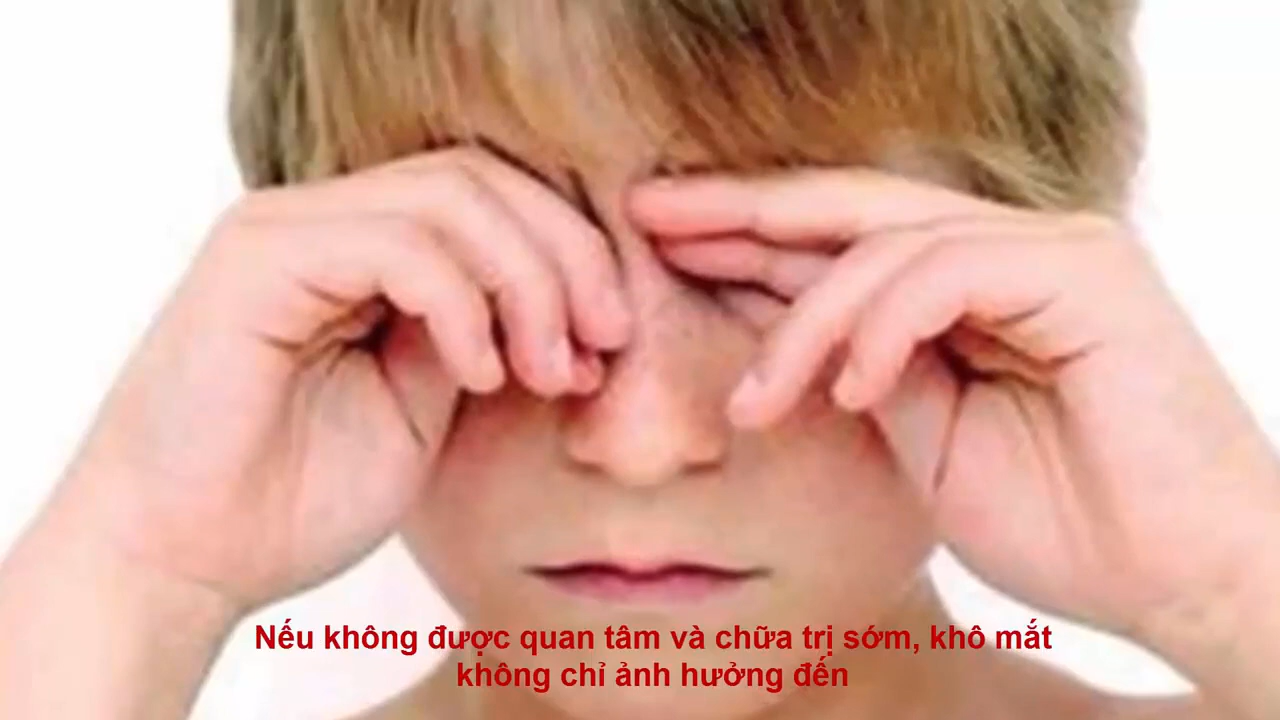 Nếu không được quan tâm và chữa trị sớm, khô mắt
không chỉ ảnh hưởng đến